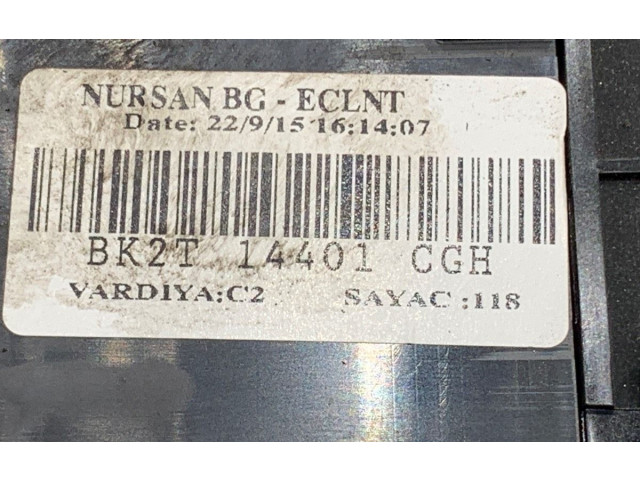 NURSAN BG - ECLNT
Date: 22/9/15 16:14:07
BK2T 14401 CGH
VARDIYA:C2 SAYAC :118